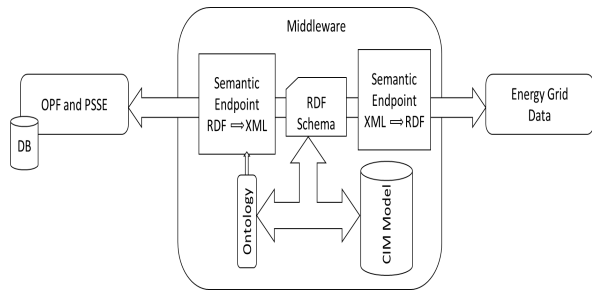 Middleware
OPF and PSSE
DB
Semantic
Endpoint
RDF ⇒XML
RDF
Schema
Semantic
Endpoint
XML ⇒ RDF
Energy Grid
Data
Ontology
CIM Model